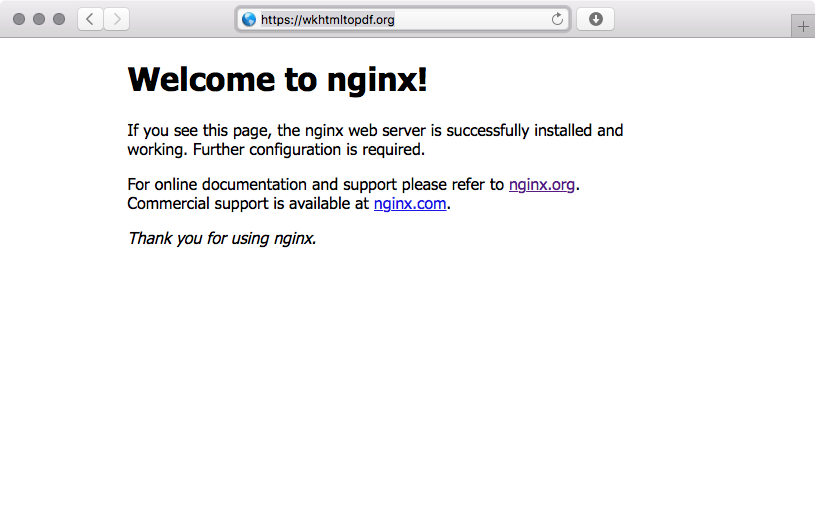 https://wkhtmltopdf.org
Welcome to nginx!
If you see this page, the nginx web server is successfully installed and
working. Further configuration is required.
For online documentation and support please refer to nginx.org.
Commercial support is available at nginx.com.
Thank you for using nginx.